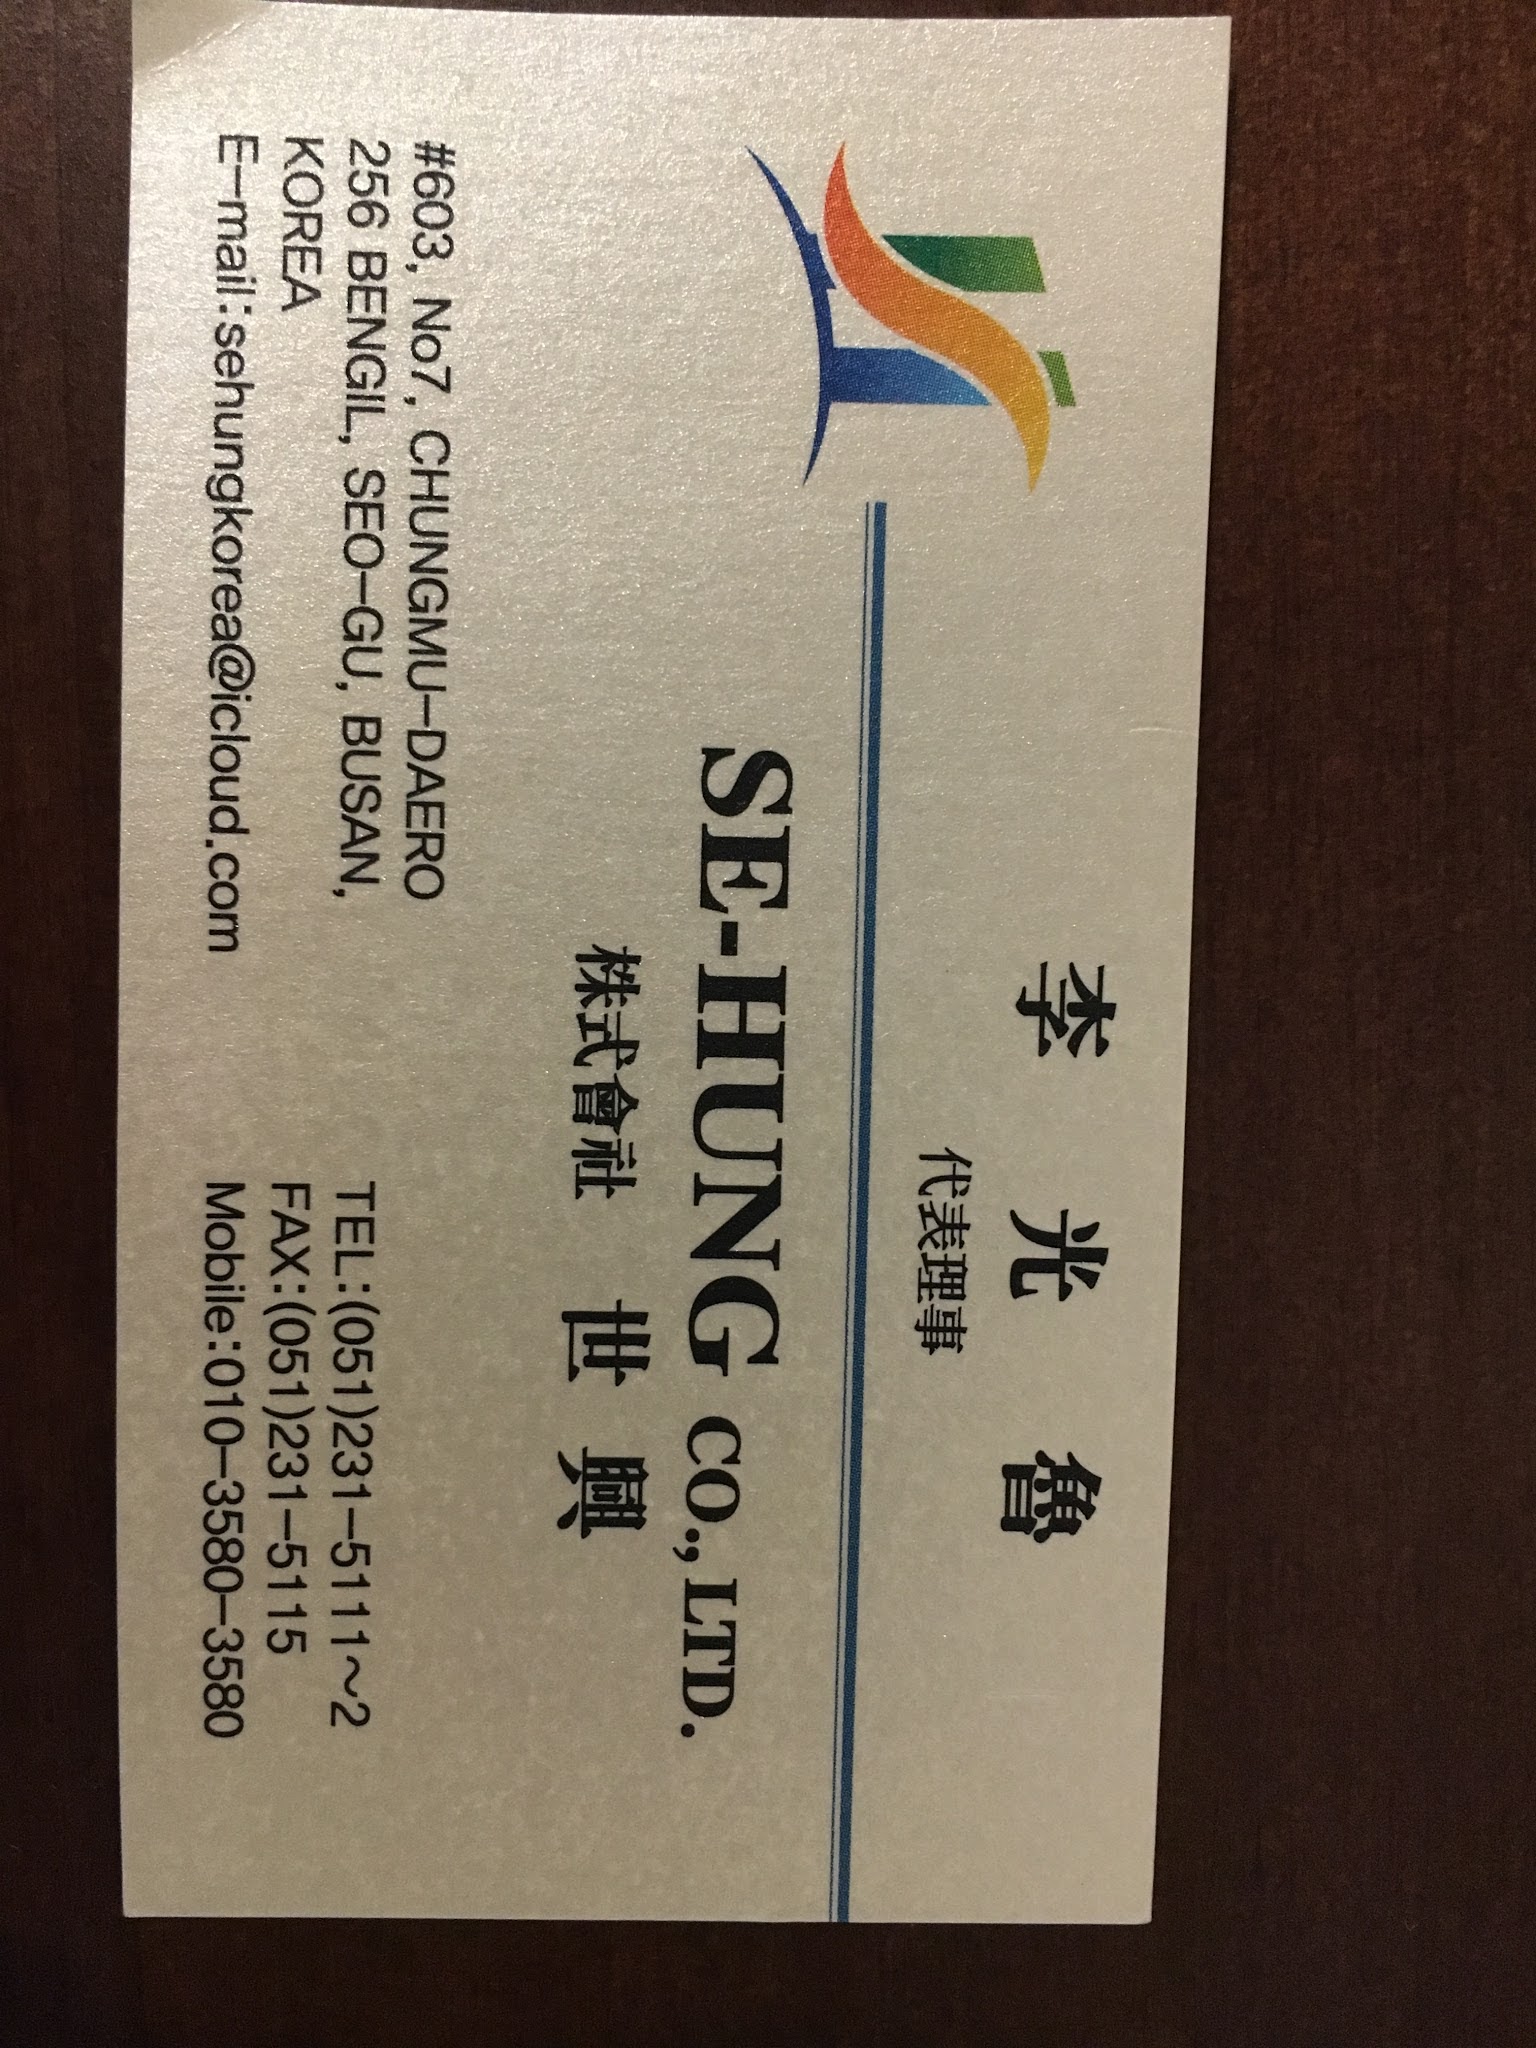 李 光 魯
代表理事
SE-HUNG CO., LTD.
株式會社 世 興
#603, No7, CHUNGMU-DAERO
256 BENGIL, SEO-GU, BUSAN,
KOREA
E-mail:sehungkorea@icloud.com
TEL:(051)231-5111~2
FAX:(051)231-5115
Mobile:010-3580-3580